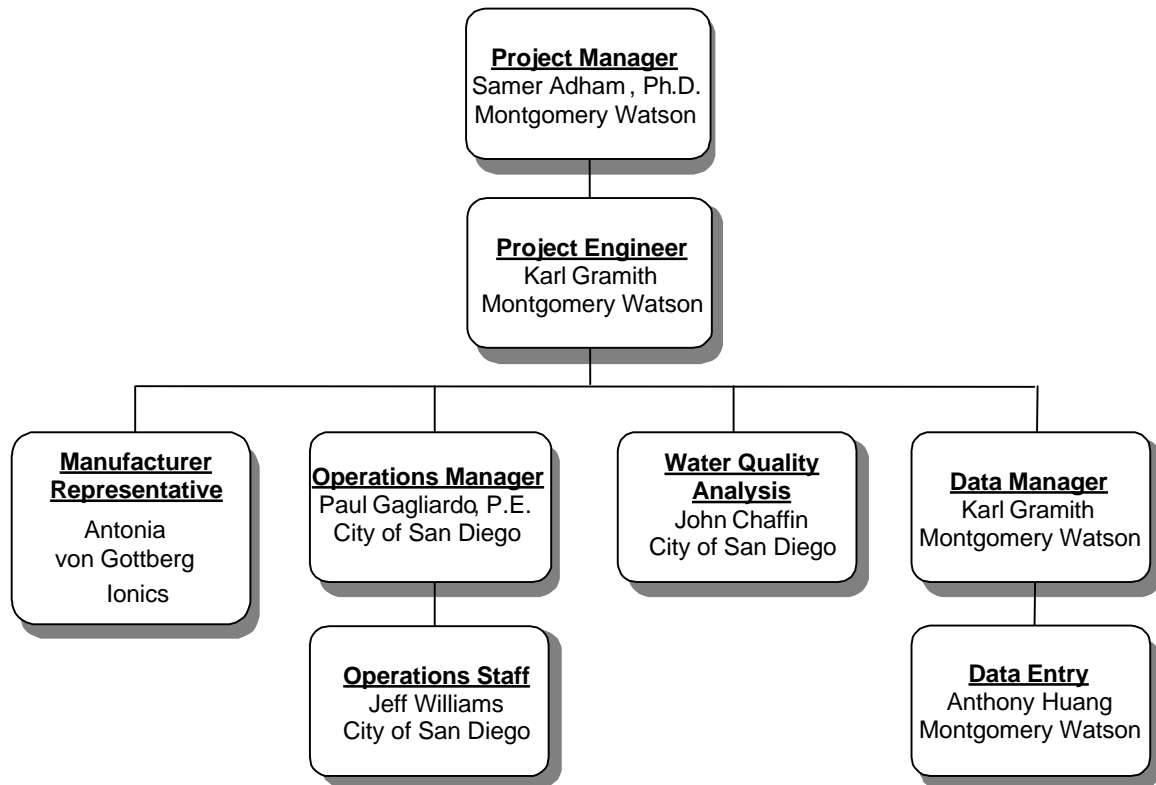 Project Manager
Samer Adham , Ph.D.
Montgomery Watson
Project Engineer
Karl Gramith
Montgomery Watson
Manufacturer
Representative
Antonia
von Gottberg
Ionics
Operations Manager
Paul Gagliardo, P.E.
City of San Diego
Water Quality
Analysis
John Chaffin
City of San Diego
Data Manager
Karl Gramith
Montgomery Watson
Operations Staff
Jeff Williams
City of San Diego
Data Entry
Anthony Huang
Montgomery Watson